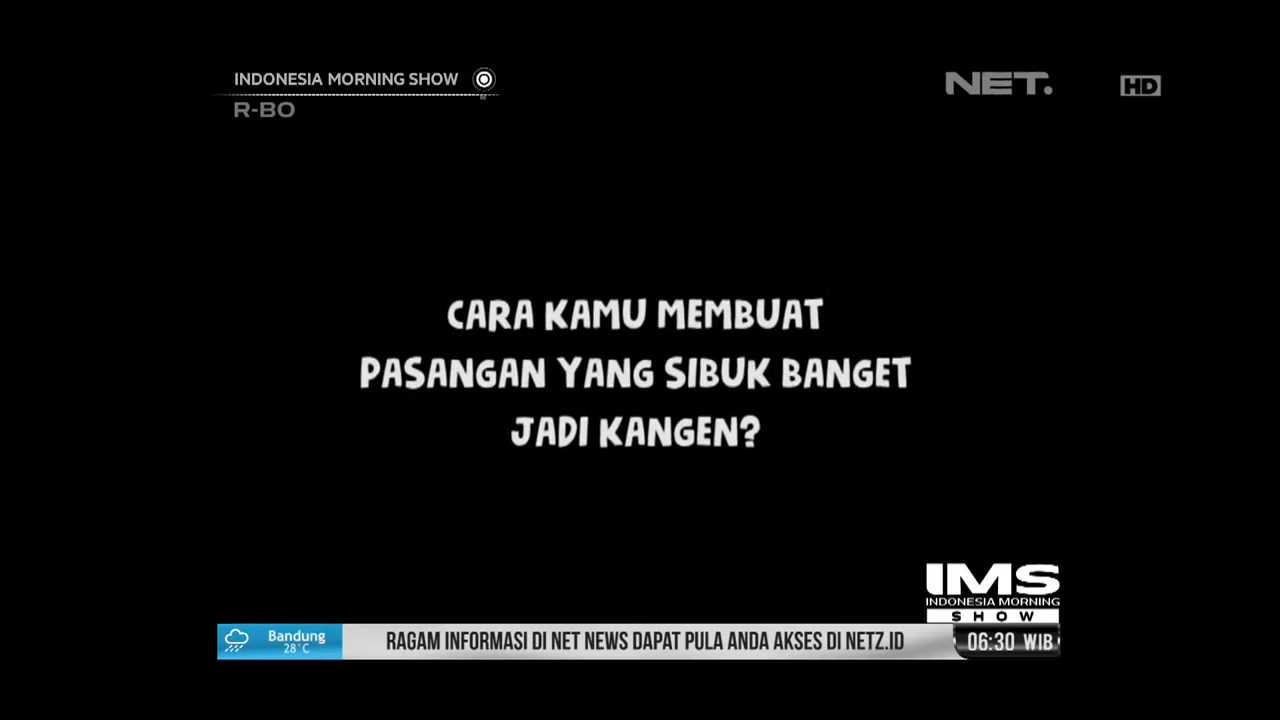 INDONESIA MORNING SHOW
R-BO
NET.
HD
CARA KAMU MEMBUAT
PASANGAN YANG SIBUK BANGET
JADI KANGEN?
IMS
INDONESIA MORNING
SHOW
Bandung
28°C
RAGAM INFORMASI DI NET NEWS DAPAT PULA ANDA AKSES DI NETZ.ID
06:30 WIB